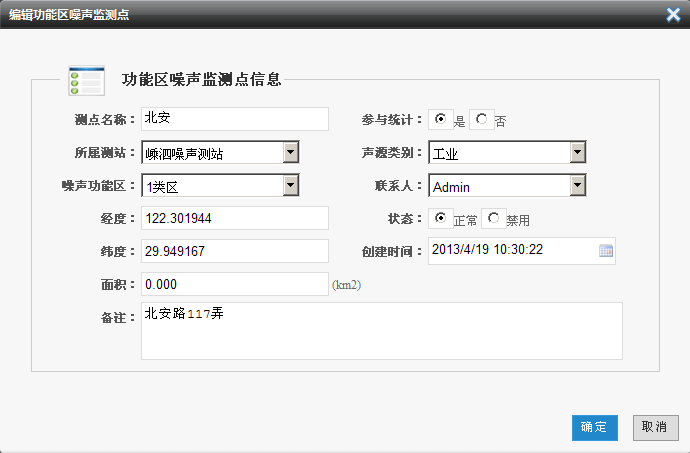 编辑功能区噪声监测点
功能区噪声监测点信息
测点名称： 北安 参与统计： 是 否
所属测站： 嵊泗噪声测站 声源类别： 工业
噪声功能区： 1类区 联系人： Admin
经度： 122.301944 状态： 正常 禁用
纬度： 29.949167 创建时间： 2013/4/19 10:30:22
面积： 0.000 (km2)
备注： 北安路117弄
确定 取消